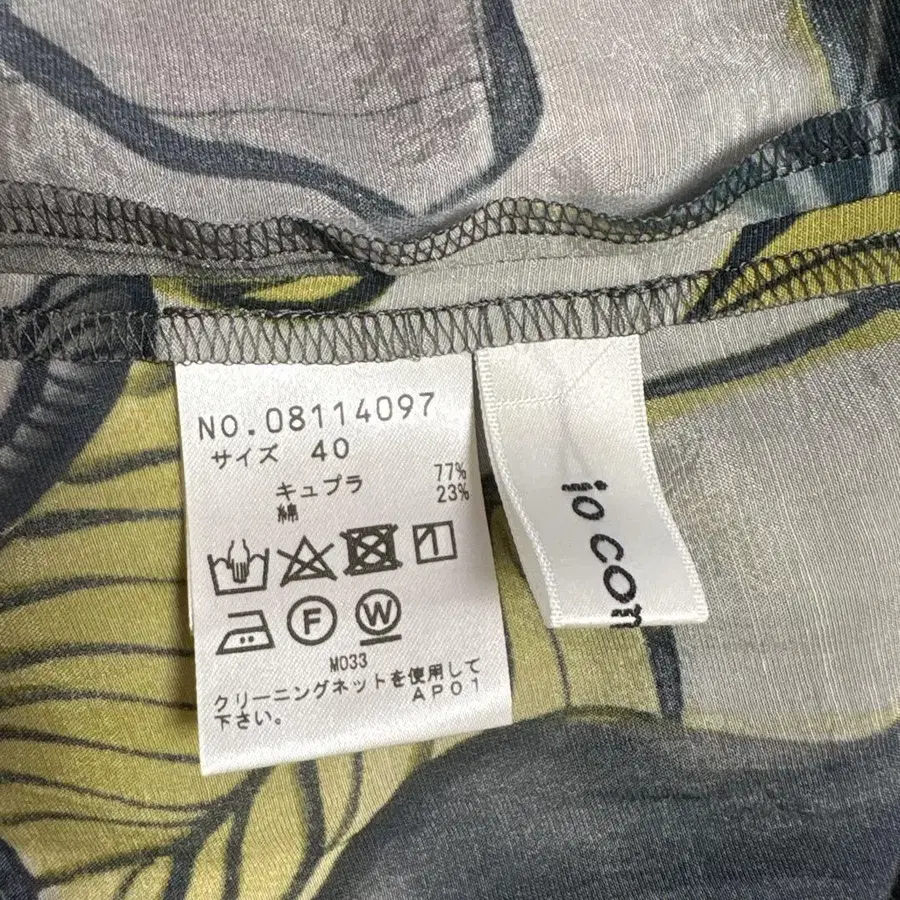 NO.08114097
サイズ 40
キュプラ 77%
綿 23%
F W
M033
クリーニングネットを使用して
下さい。 AP01
io con